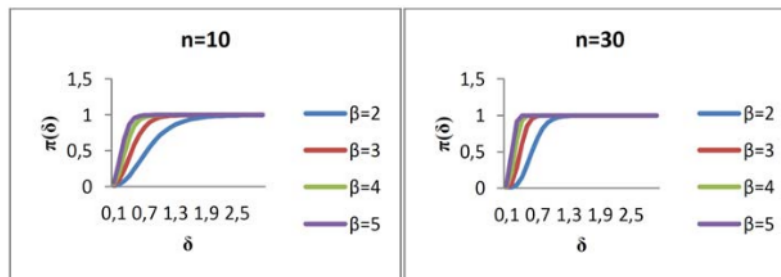 n=10
1,5
1
0,5
0
π(δ)
0,1 0,7 1,3 1,9 2,5
δ
β=2
β=3
β=4
β=5
n=30
1,5
1
0,5
0
π(δ)
0,1 0,7 1,3 1,9 2,5
δ
β=2
β=3
β=4
β=5